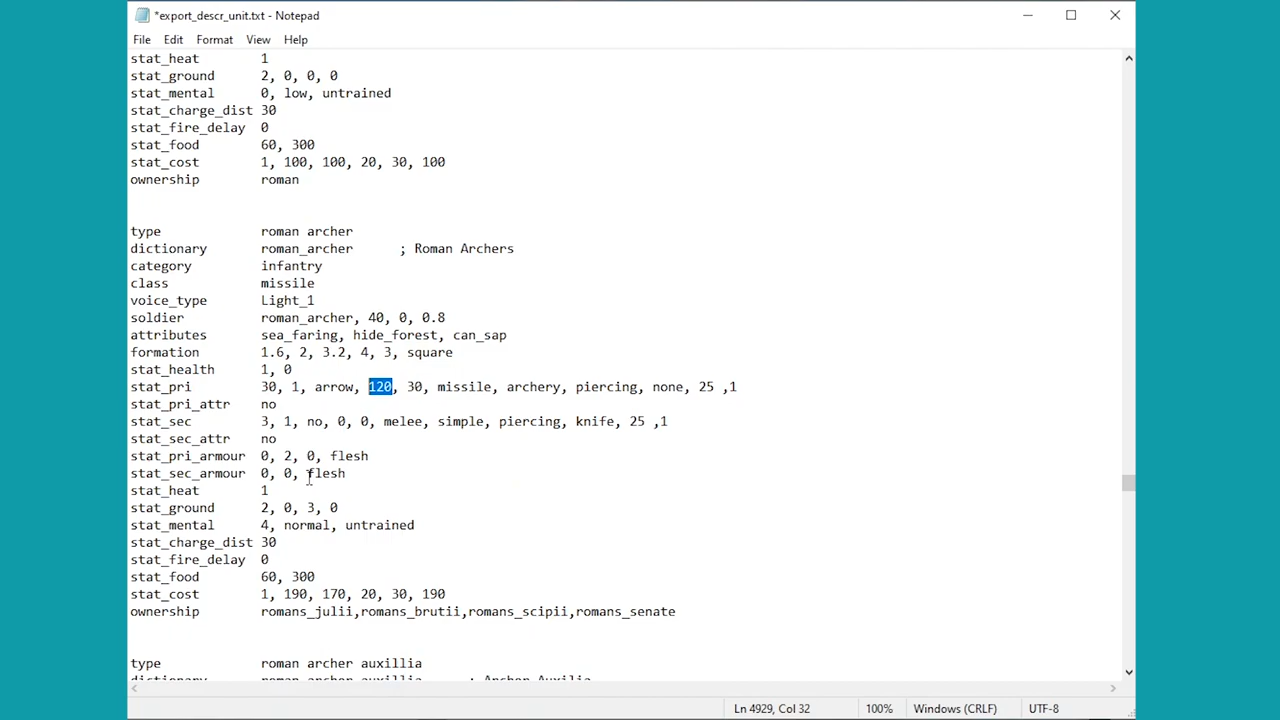 *export_descr_unit.txt - Notepad
File Edit Format View Help
stat_heat 1
stat_ground 2, 0, 0, 0
stat_mental 0, low, untrained
stat_charge_dist 30
stat_fire_delay 0
stat_food 60, 300
stat_cost 1, 100, 100, 20, 30, 100
ownership roman
type roman archer
dictionary roman_archer ; Roman Archers
category infantry
class missile
voice_type Light_1
soldier roman_archer, 40, 0, 0.8
attributes sea_faring, hide_forest, can_sap
formation 1.6, 2, 3.2, 4, 3, square
stat_health 1, 0
stat_pri 30, 1, arrow, 120, 30, missile, archery, piercing, none, 25 ,1
stat_pri_attr no
stat_sec 3, 1, no, 0, 0, melee, simple, piercing, knife, 25 ,1
stat_sec_attr no
stat_pri_armour 0, 2, 0, flesh
stat_sec_armour 0, 0, flesh
stat_heat 1
stat_ground 2, 0, 3, 0
stat_mental 4, normal, untrained
stat_charge_dist 30
stat_fire_delay 0
stat_food 60, 300
stat_cost 1, 190, 170, 20, 30, 190
ownership romans_julii,romans_brutii,romans_scipii,romans_senate
type roman archer auxillia
dictionary roman_archer_auxillia ; Archer Auxilia
Ln 4929, Col 32 100% Windows (CRLF) UTF-8